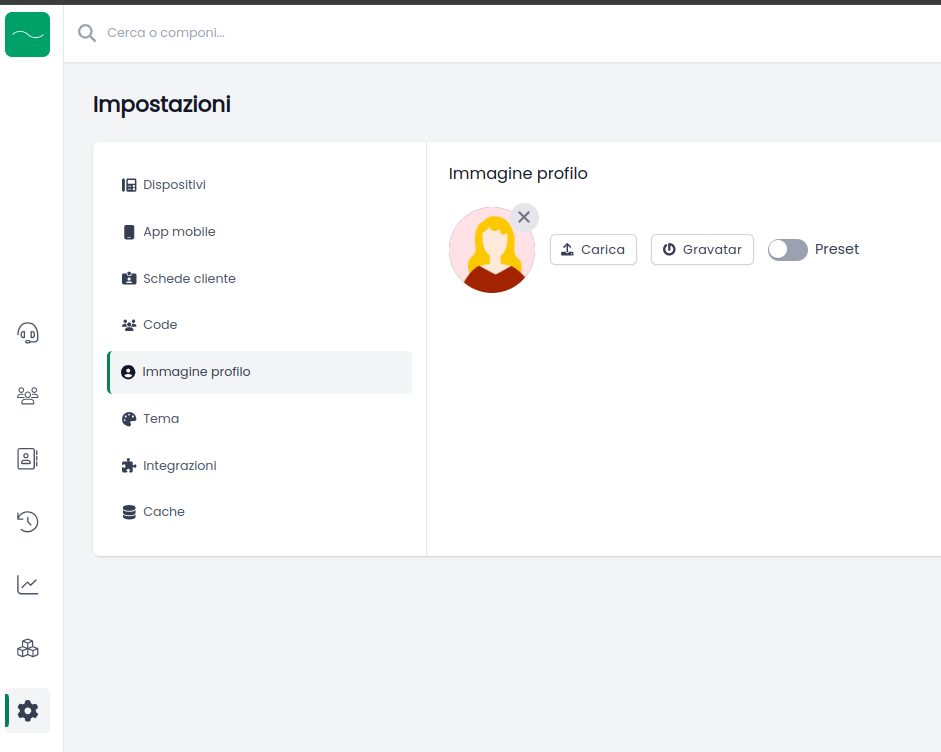 Cerca o componi...
Impostazioni
Dispositivi
App mobile
Schede cliente
Code
Immagine profilo
Tema
Integrazioni
Cache
Immagine profilo
Carica
Gravatar
Preset